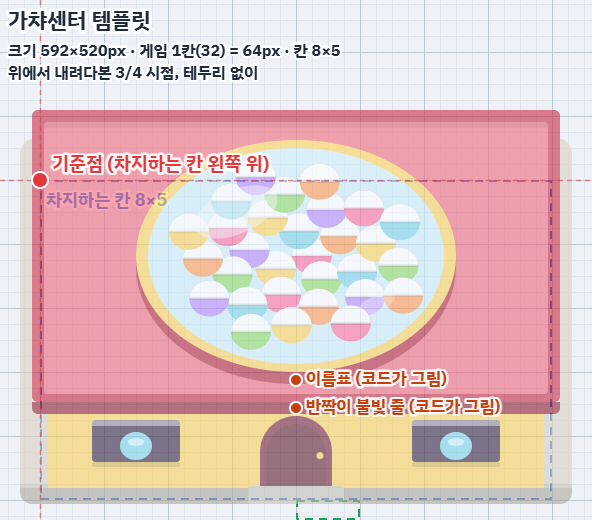 가챠센터 템플릿
크기 592×520px · 게임 1칸(32) = 64px · 칸 8×5
위에서 내려다본 3/4 시점, 테두리 없이
기준점 (차지하는 칸 왼쪽 위)
차지하는 칸 8×5
이름표 (코드가 그림)
반짝이 불빛 줄 (코드가 그림)